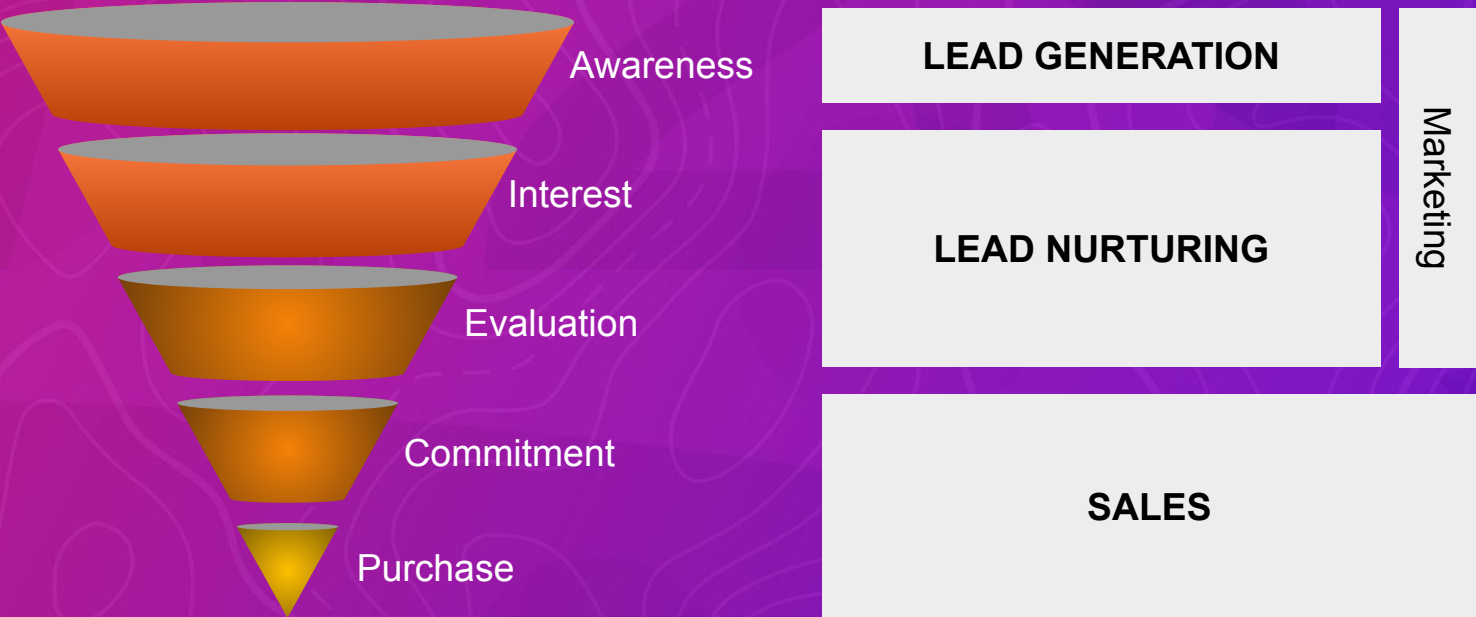 Awareness
Interest
Evaluation
Commitment
Purchase
LEAD GENERATION
LEAD NURTURING
SALES
Marketing